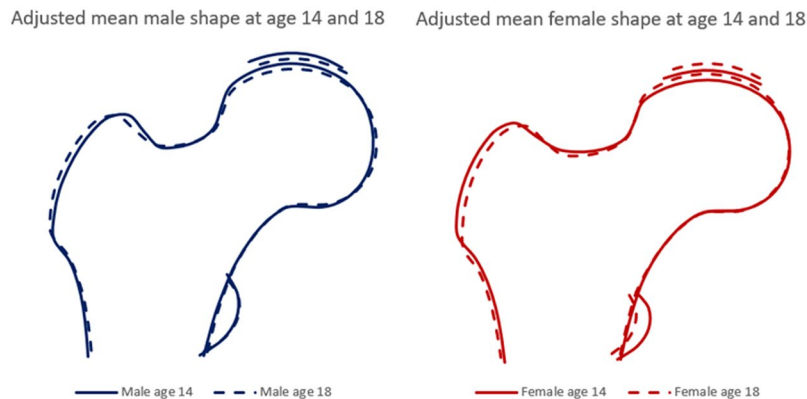 Adjusted mean male shape at age 14 and 18
Adjusted mean female shape at age 14 and 18
Male age 14
Male age 18
Female age 14
Female age 18